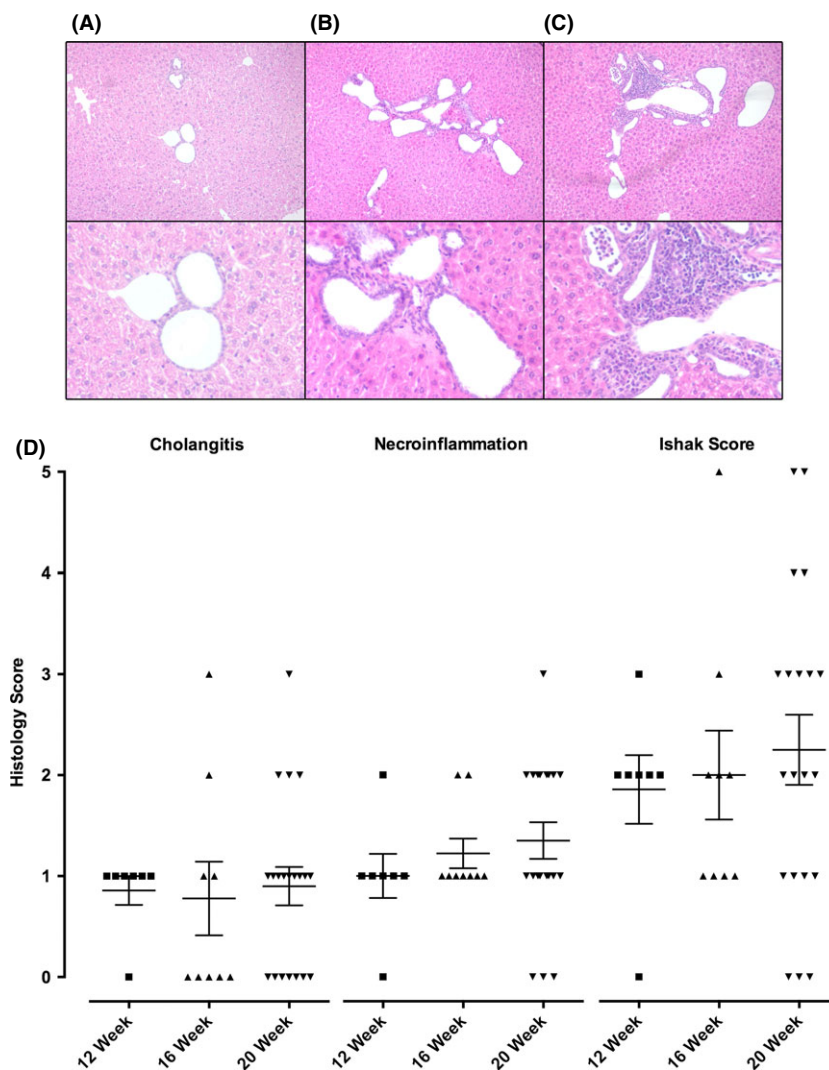 (A) (B) (C)
(D)
Cholangitis Necroinflammation Ishak Score
Histology Score
5
4
3
2
1
0
12 Week 16 Week 20 Week 12 Week 16 Week 20 Week 12 Week 16 Week 20 Week